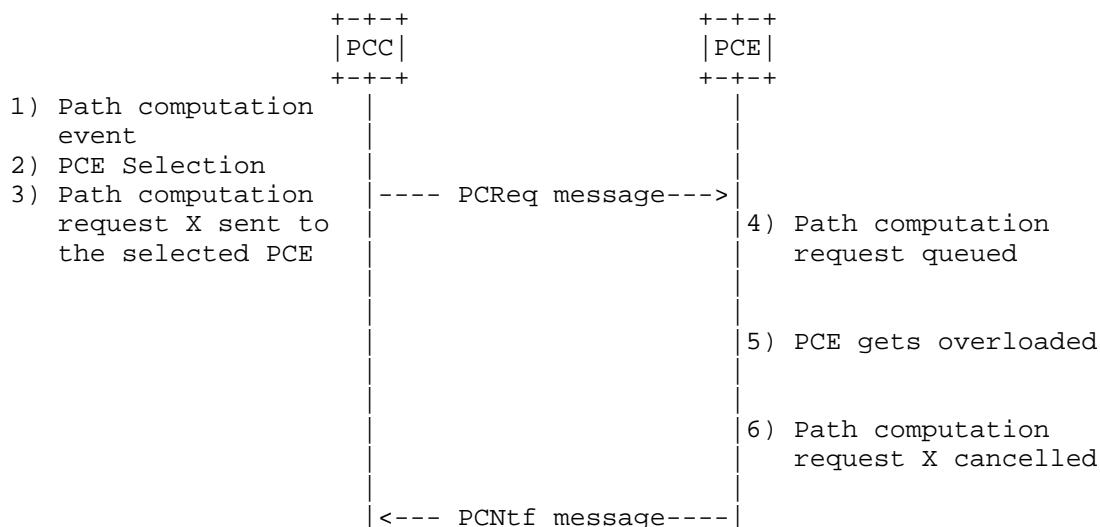 +-+-+                  +-+-+
                     |PCC|                  |PCE|
                     +-+-+                  +-+-+
1) Path computation    |                      |
   event               |                      |
2) PCE Selection       |                      |
3) Path computation    |---- PCReq message--->|
   request X sent to   |                      |4) Path computation
   the selected PCE    |                      |   request queued
                       |                      |
                       |                      |
                       |                      |5) PCE gets overloaded
                       |                      |
                       |                      |
                       |                      |6) Path computation
                       |                      |   request X cancelled
                       |                      |
                       |<--- PCNtf message----|